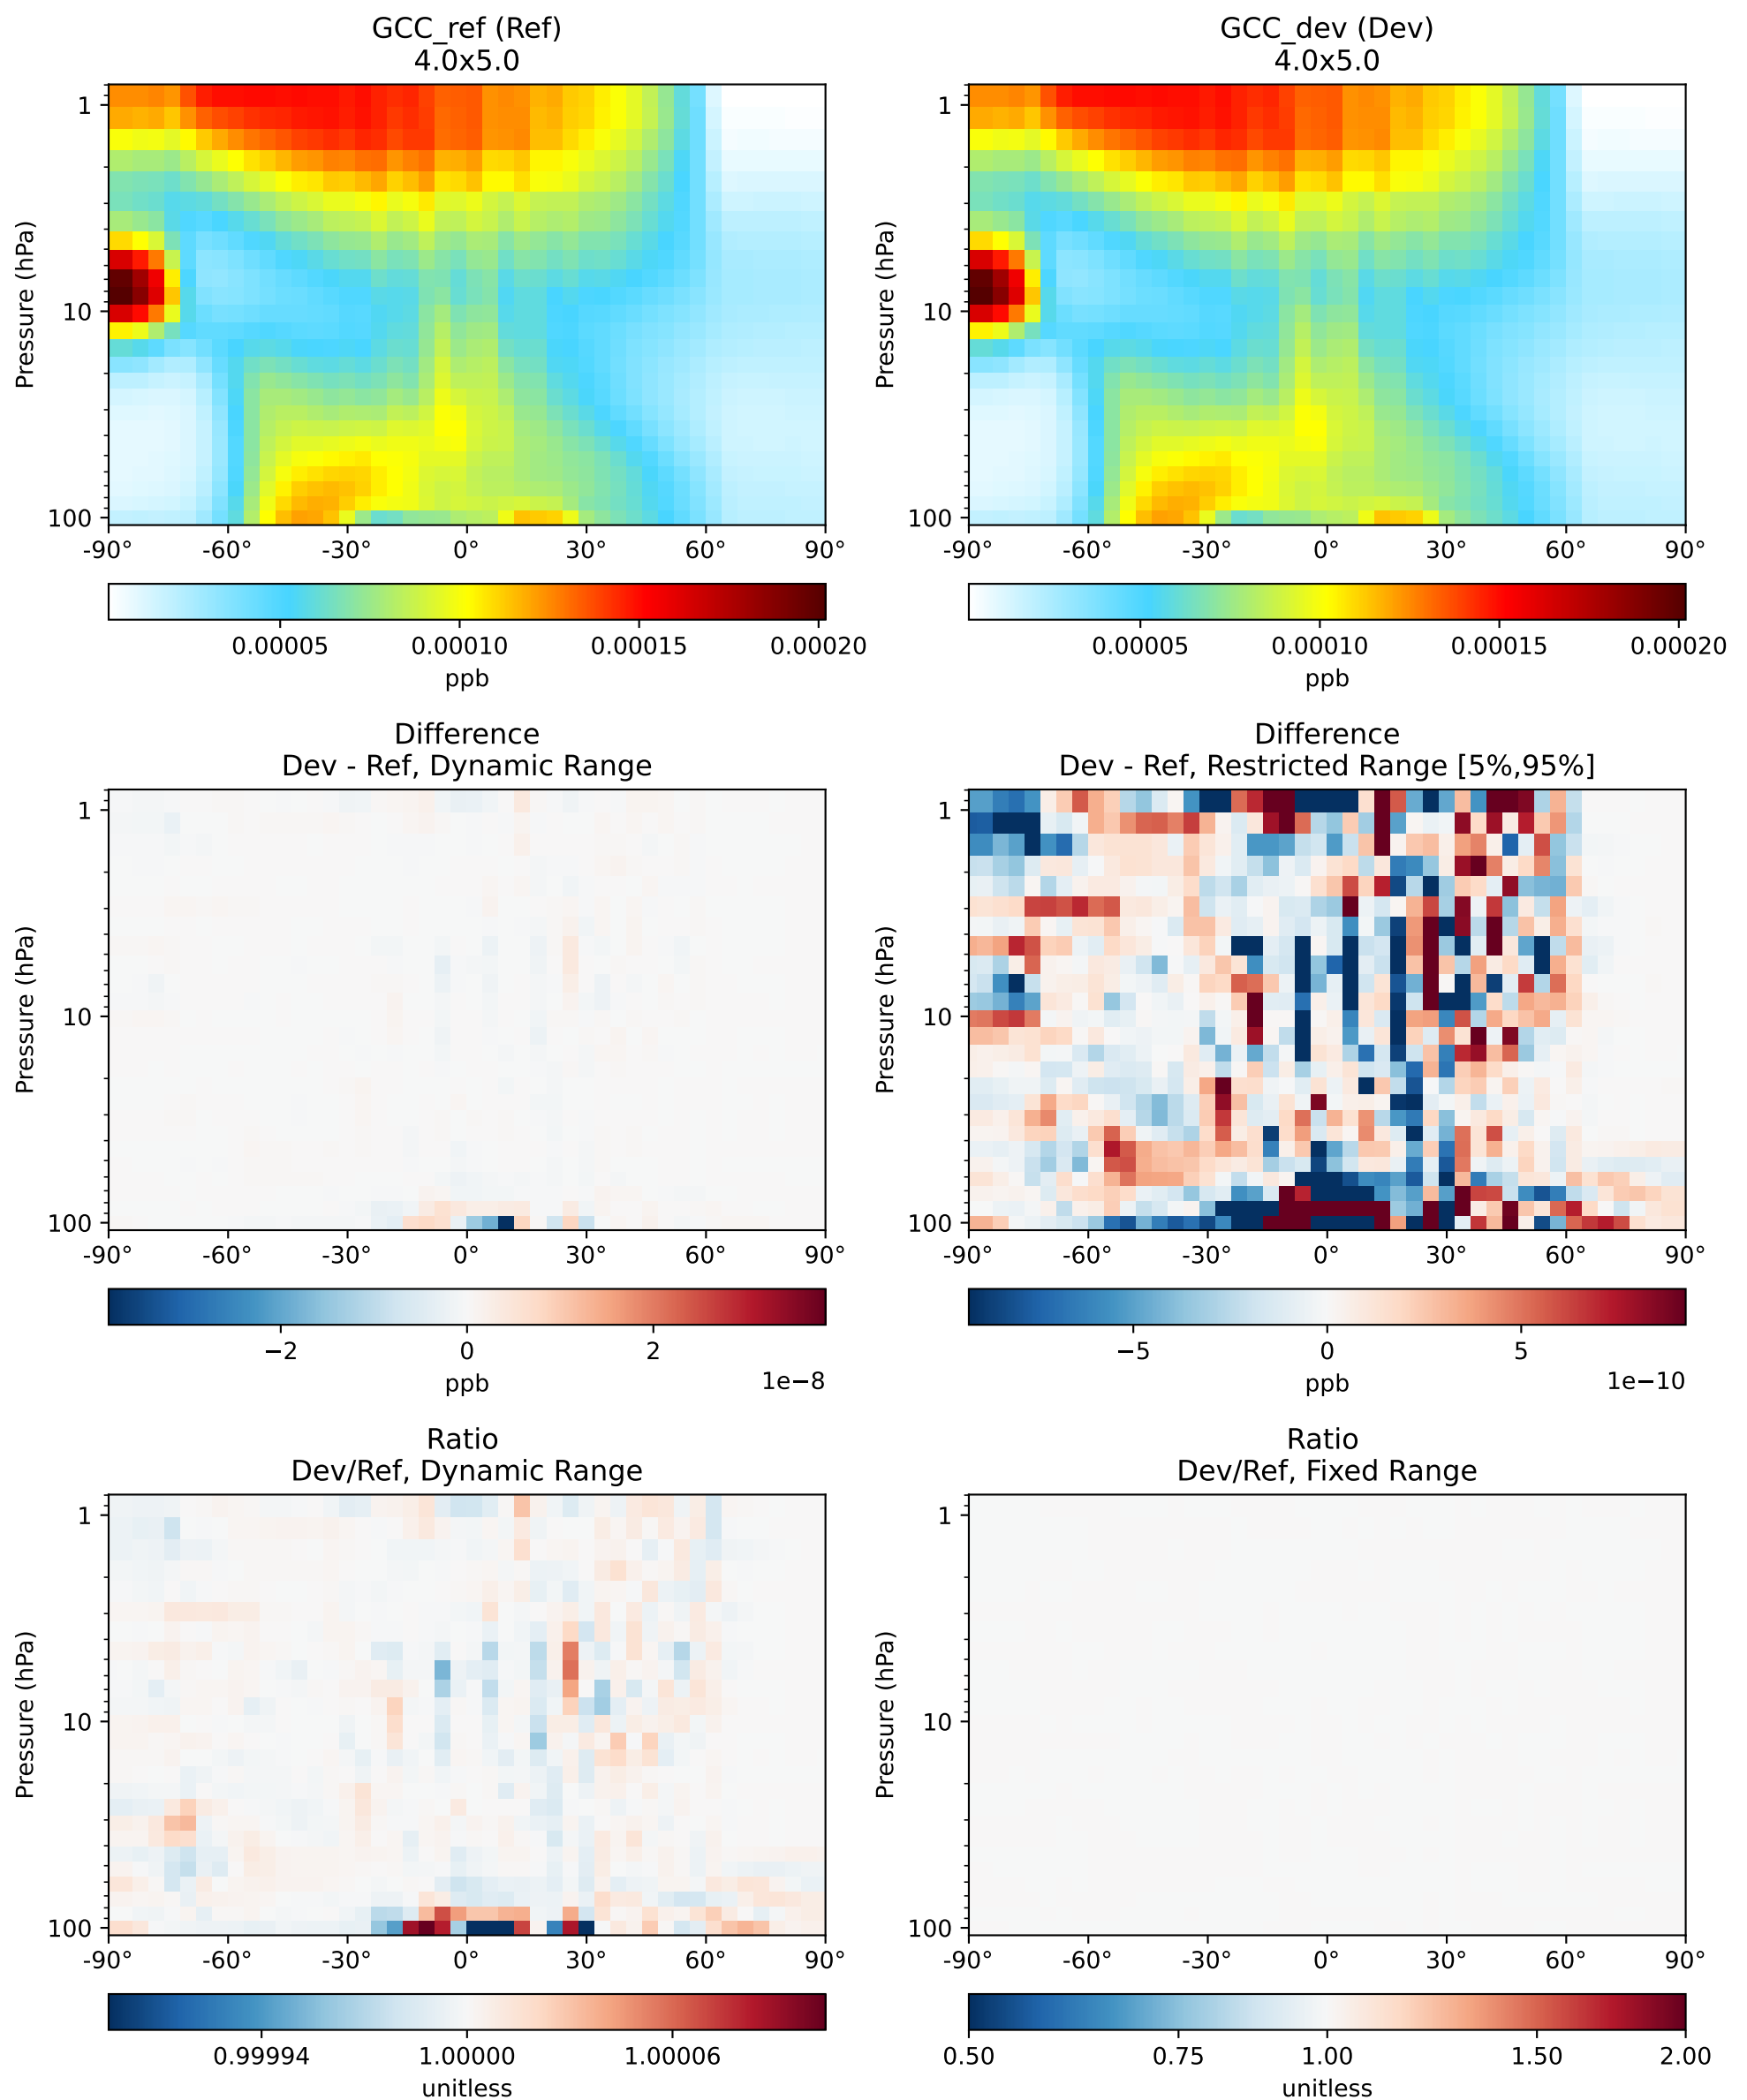 GCC_ref (Ref)
4.0x5.0
GCC_dev (Dev)
4.0x5.0
Pressure (hPa)
1
10
100
-90° -60° -30° 0° 30° 60° 90°
0.00005 0.00010 0.00015 0.00020
ppb
Pressure (hPa)
1
10
100
-90° -60° -30° 0° 30° 60° 90°
0.00005 0.00010 0.00015 0.00020
ppb
Difference
Dev - Ref, Dynamic Range
Pressure (hPa)
1
10
100
-90° -60° -30° 0° 30° 60° 90°
−2 0 2
ppb 1e−8
Difference
Dev - Ref, Restricted Range [5%,95%]
Pressure (hPa)
1
10
100
-90° -60° -30° 0° 30° 60° 90°
−5 0 5
ppb 1e−10
Ratio
Dev/Ref, Dynamic Range
Pressure (hPa)
1
10
100
-90° -60° -30° 0° 30° 60° 90°
0.99994 1.00000 1.00006
unitless
Ratio
Dev/Ref, Fixed Range
Pressure (hPa)
1
10
100
-90° -60° -30° 0° 30° 60° 90°
0.50 0.75 1.00 1.50 2.00
unitless